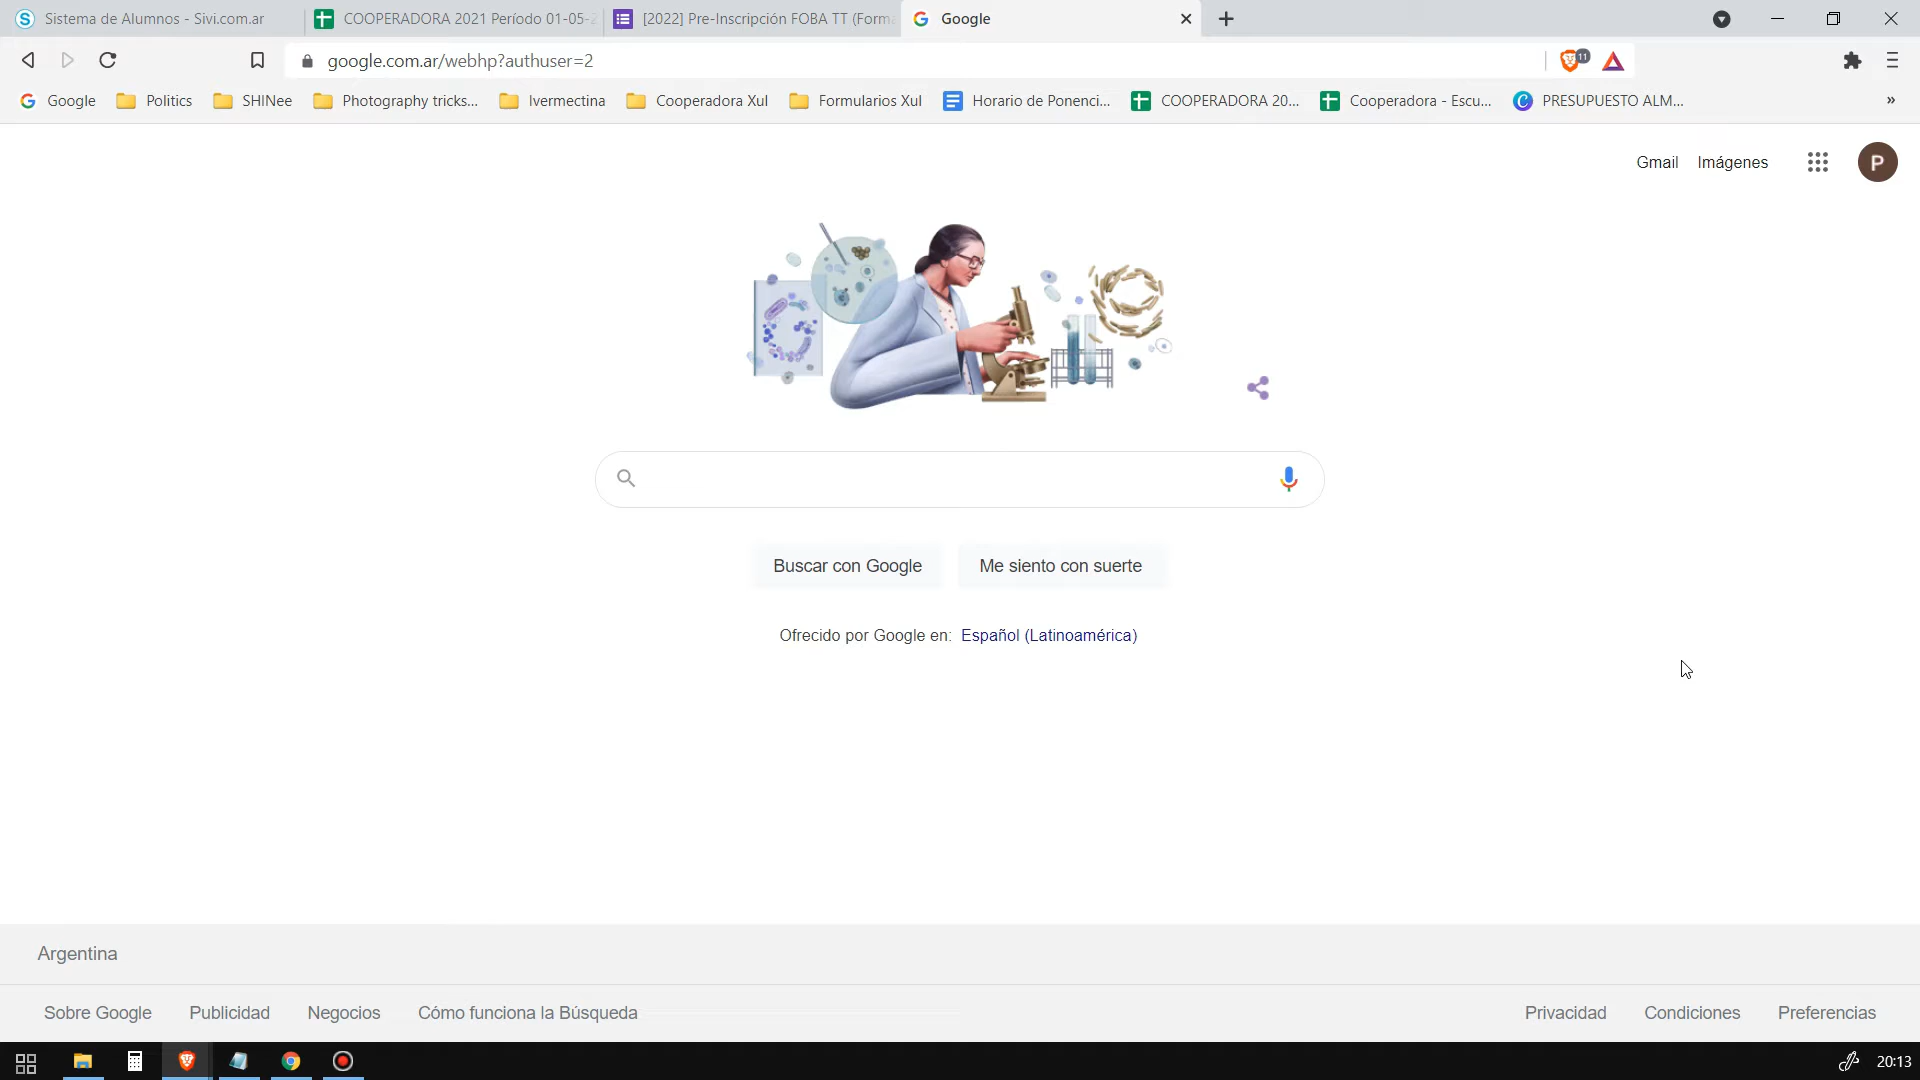 Sistema de Alumnos - Sivi.com.ar
COOPERADORA 2021 Período 01-05-2
[2022] Pre-Inscripción FOBA TT (Form
Google
google.com.ar/webhp?authuser=2
11
Google
Politics
SHINee
Photography tricks...
Ivermectina
Cooperadora Xul
Formularios Xul
Horario de Ponenci...
COOPERADORA 20...
Cooperadora - Escu...
PRESUPUESTO ALM...
»
Gmail
Imágenes
P
Buscar con Google
Me siento con suerte
Ofrecido por Google en: Español (Latinoamérica)
Argentina
Sobre Google
Publicidad
Negocios
Cómo funciona la Búsqueda
Privacidad
Condiciones
Preferencias
20:13